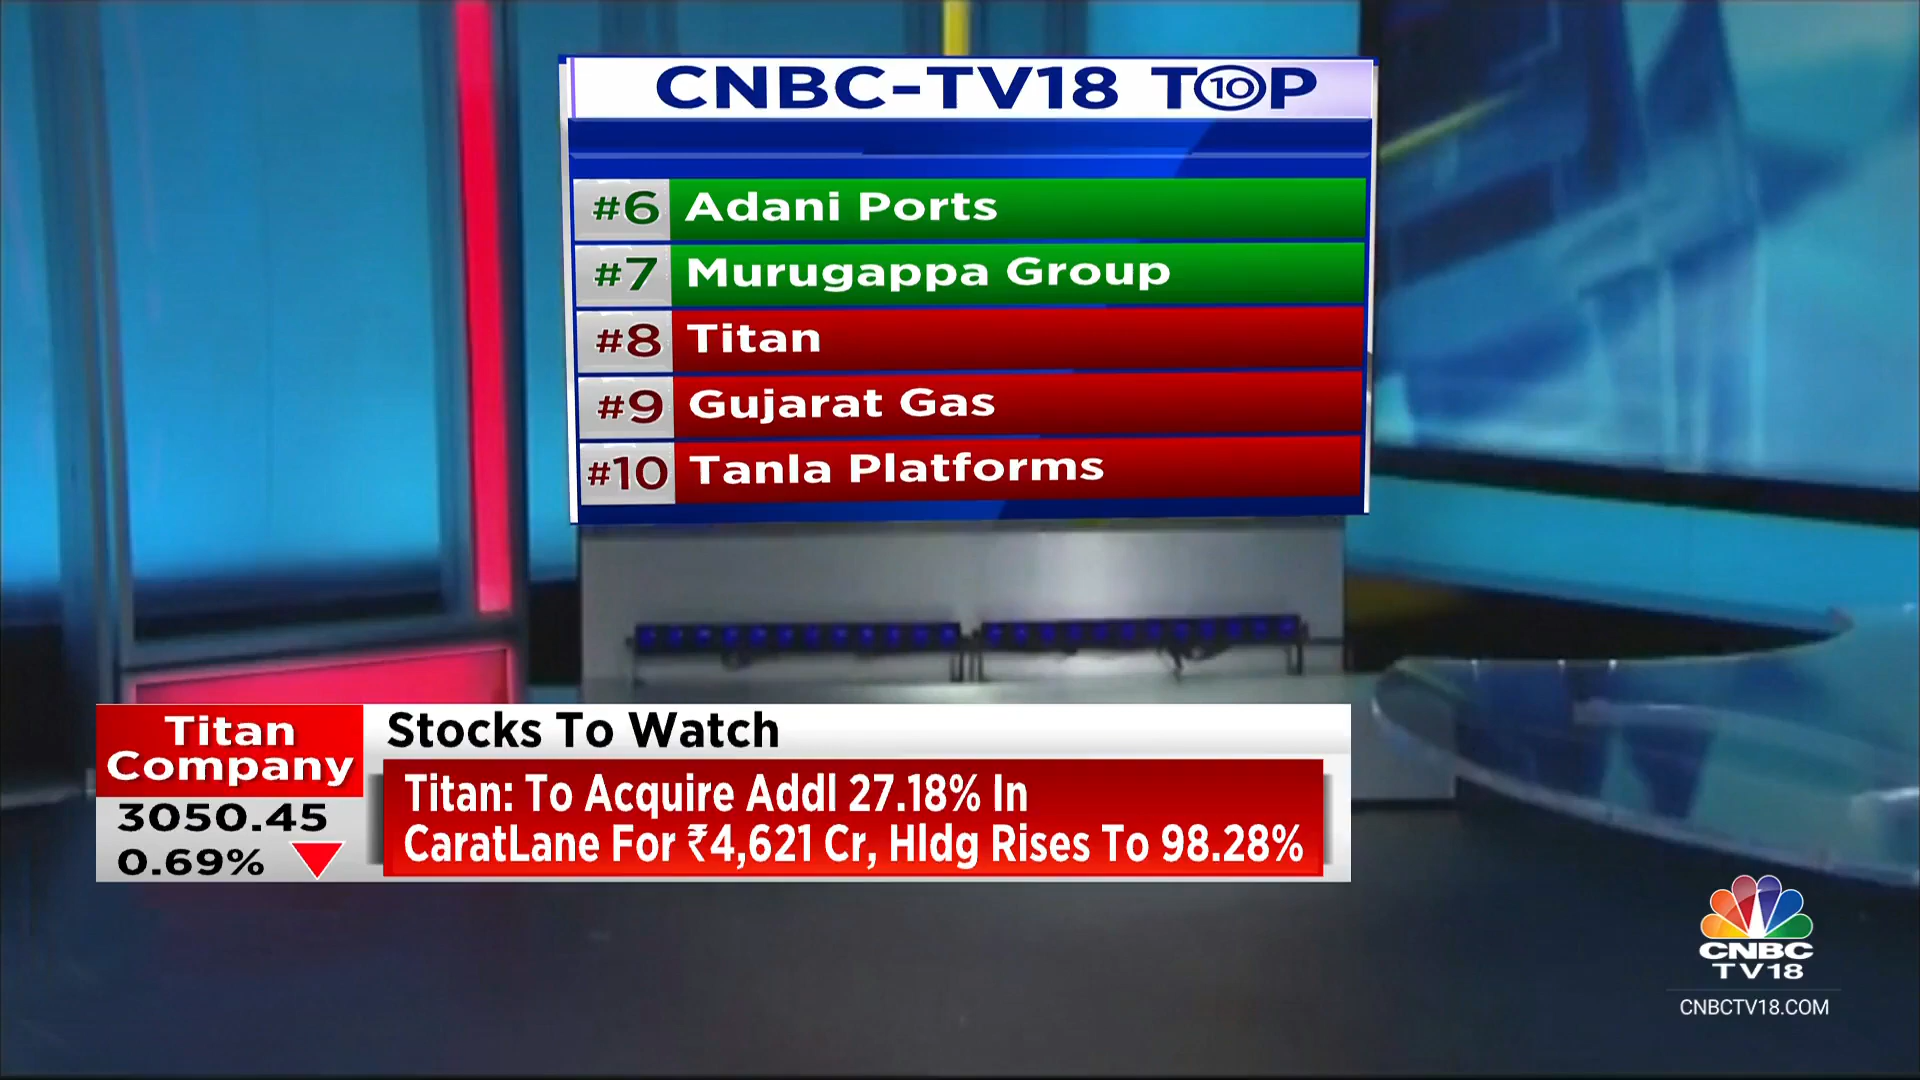 CNBC-TV18 TOP
10
#6 Adani Ports
#7 Murugappa Group
#8 Titan
#9 Gujarat Gas
#10 Tanla Platforms
Titan
Company
3050.45
0.69%
Stocks To Watch
Titan: To Acquire Addl 27.18% In
CaratLane For ₹4,621 Cr, Hldg Rises To 98.28%
CNBC
TV18
CNBCTV18.COM